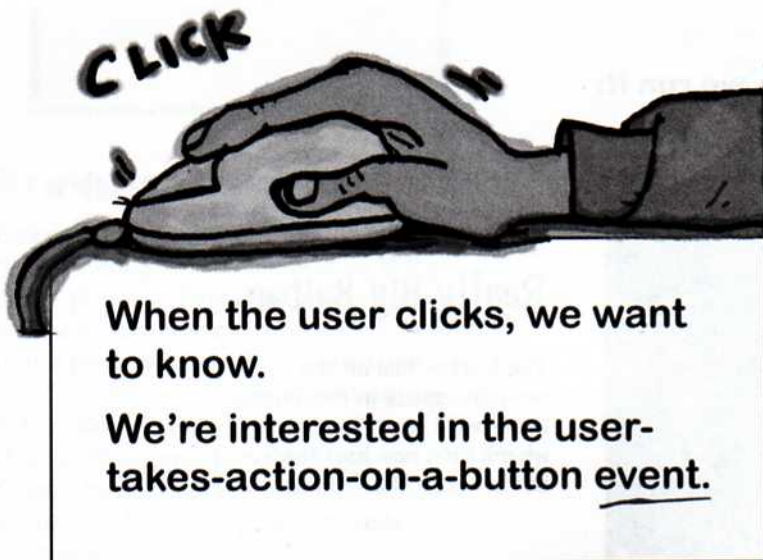 CLICK
When the user clicks, we want
to know.
We're interested in the user-
takes-action-on-a-button event.